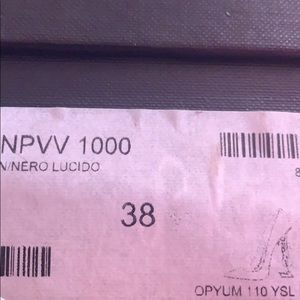 NPVV 1000
N/NERO LUCIDO
8
38
OPYUM 110 YSL